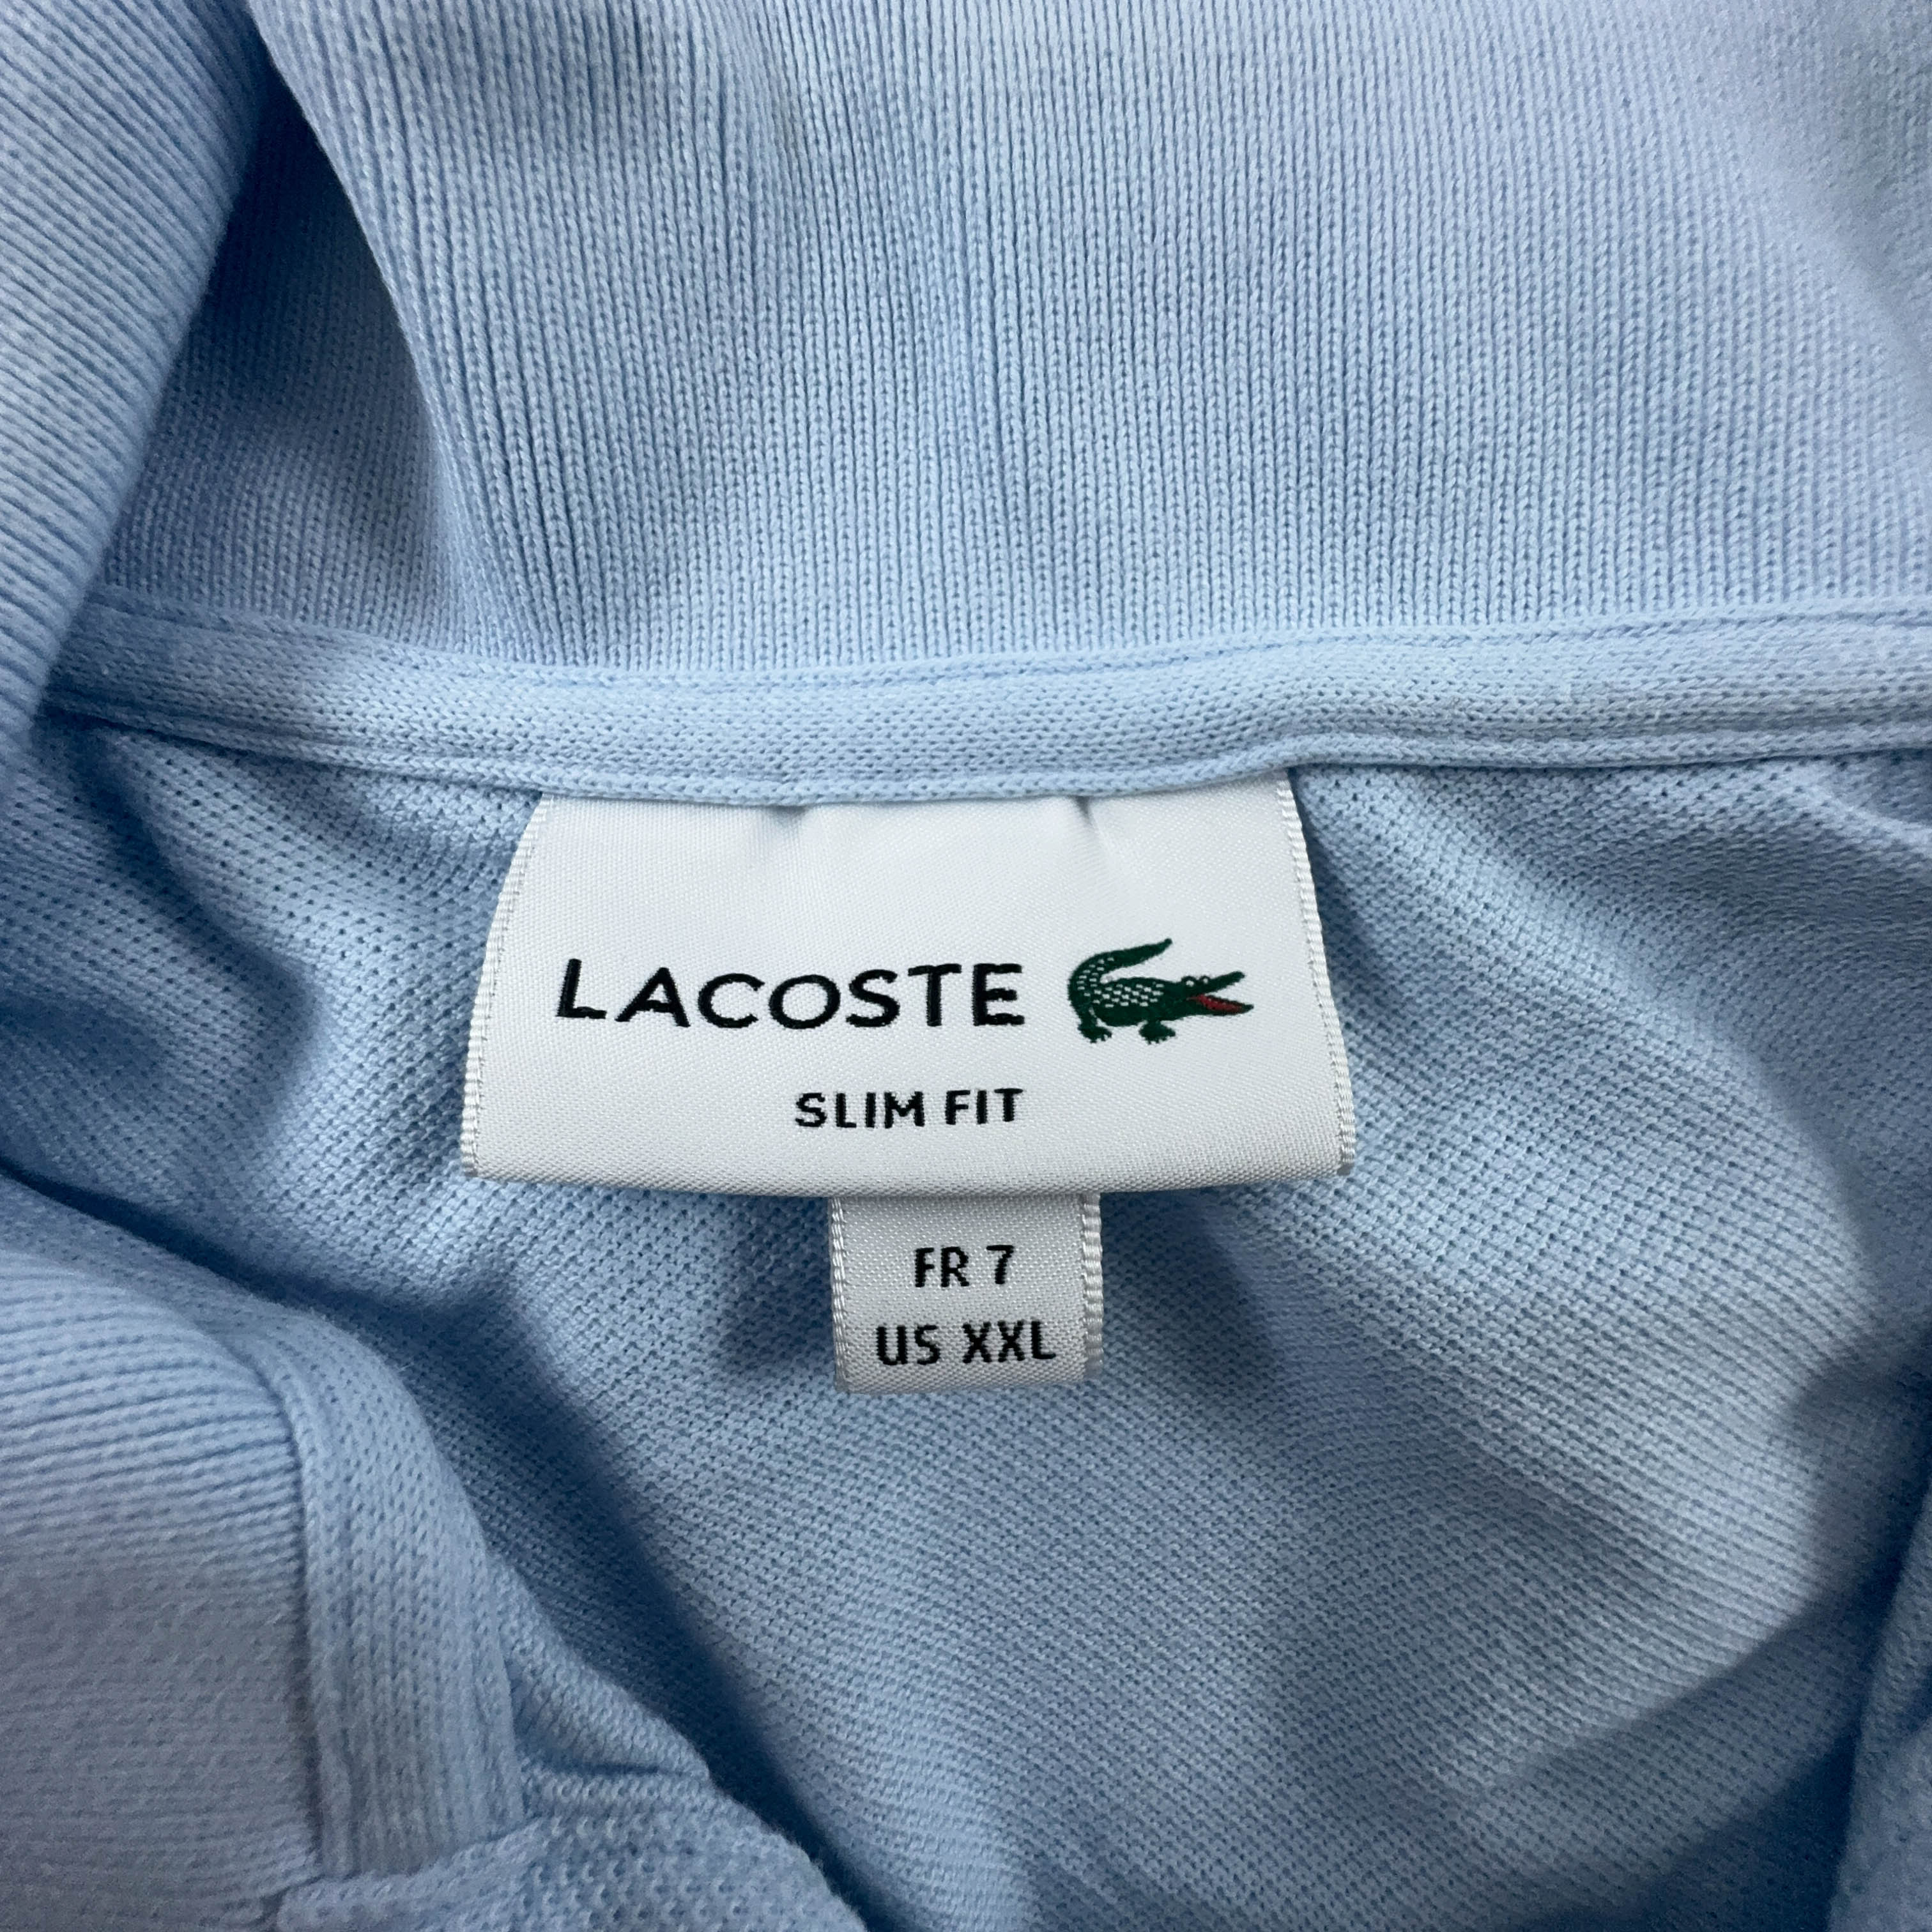 LACOSTE
SLIM FIT
FR 7
US XXL